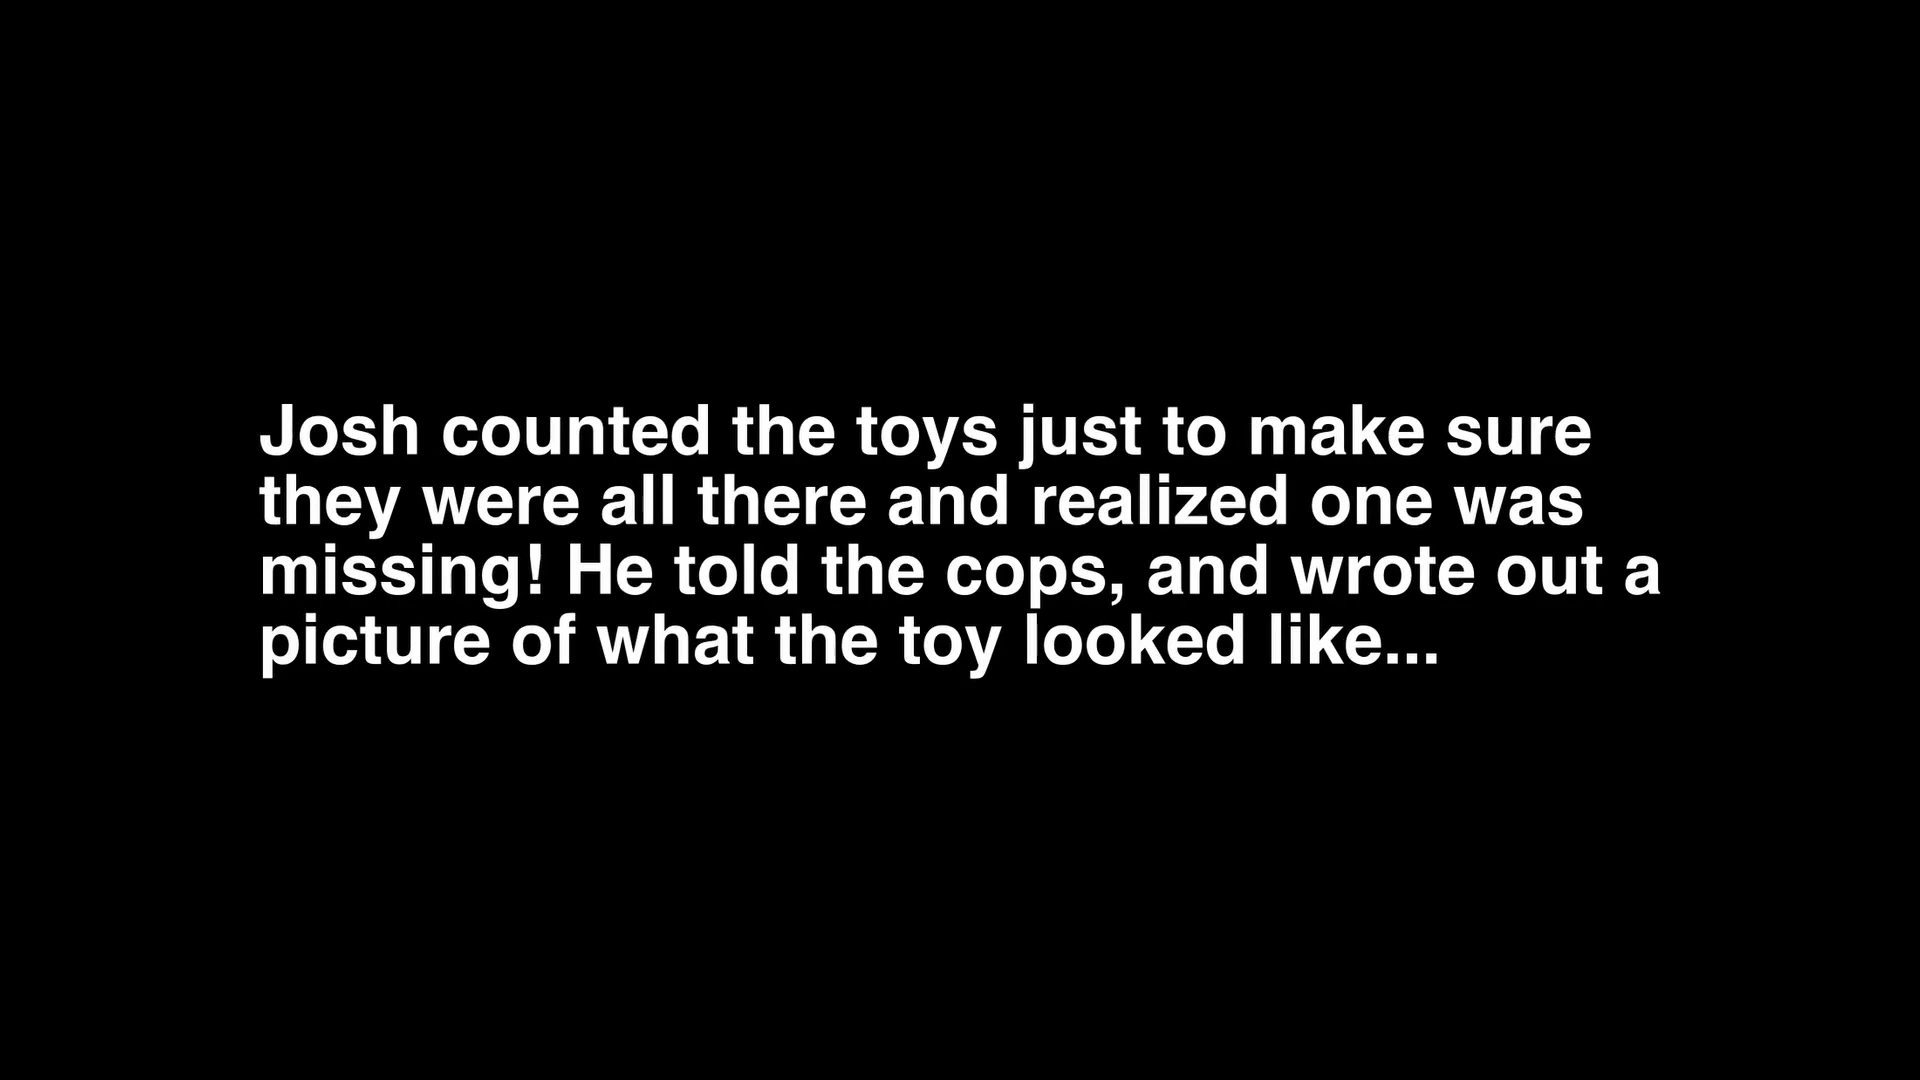 Josh counted the toys just to make sure
they were all there and realized one was
missing! He told the cops, and wrote out a
picture of what the toy looked like...